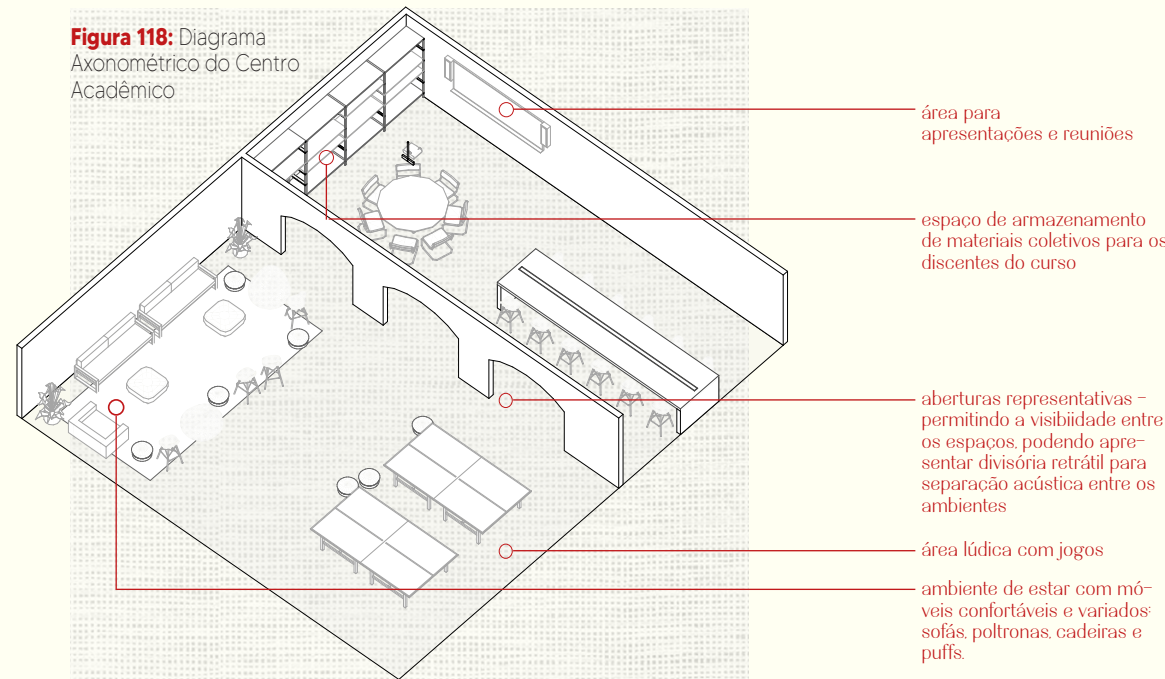 Figura 118: Diagrama
Axonométrico do Centro
Acadêmico
área para
apresentações e reuniões
espaço de armazenamento
de materiais coletivos para os
discentes do curso
aberturas representativas –
permitindo a visibiidade entre
os espaços, podendo apre-
sentar divisória retrátil para
separação acústica entre os
ambientes
área lúdica com jogos
ambiente de estar com mó-
veis confortáveis e variados:
sofás, poltronas, cadeiras e
puffs.